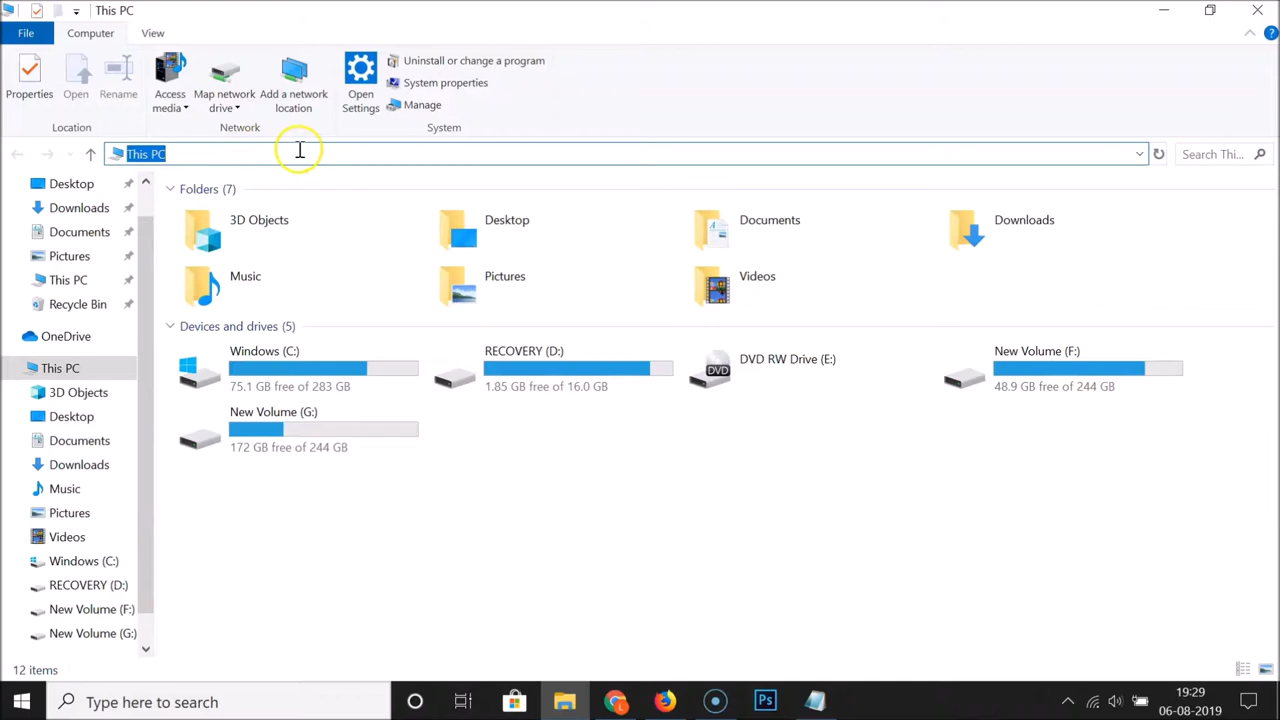 This PC
File Computer View
Properties Open Rename
Access media Map network drive Add a network location
Open Settings
Uninstall or change a program
System properties
Manage
Location Network System
This PC
Search Thi...
Desktop
Downloads
Documents
Pictures
This PC
Recycle Bin
OneDrive
This PC
3D Objects
Desktop
Documents
Downloads
Music
Pictures
Videos
Windows (C:)
RECOVERY (D:)
New Volume (F:)
New Volume (G:)
Folders (7)
3D Objects Desktop Documents Downloads
Music Pictures Videos
Devices and drives (5)
Windows (C:)
75.1 GB free of 283 GB
RECOVERY (D:)
1.85 GB free of 16.0 GB
DVD RW Drive (E:)
DVD
New Volume (F:)
48.9 GB free of 244 GB
New Volume (G:)
172 GB free of 244 GB
12 items
Type here to search
Ps
19:29
06-08-2019